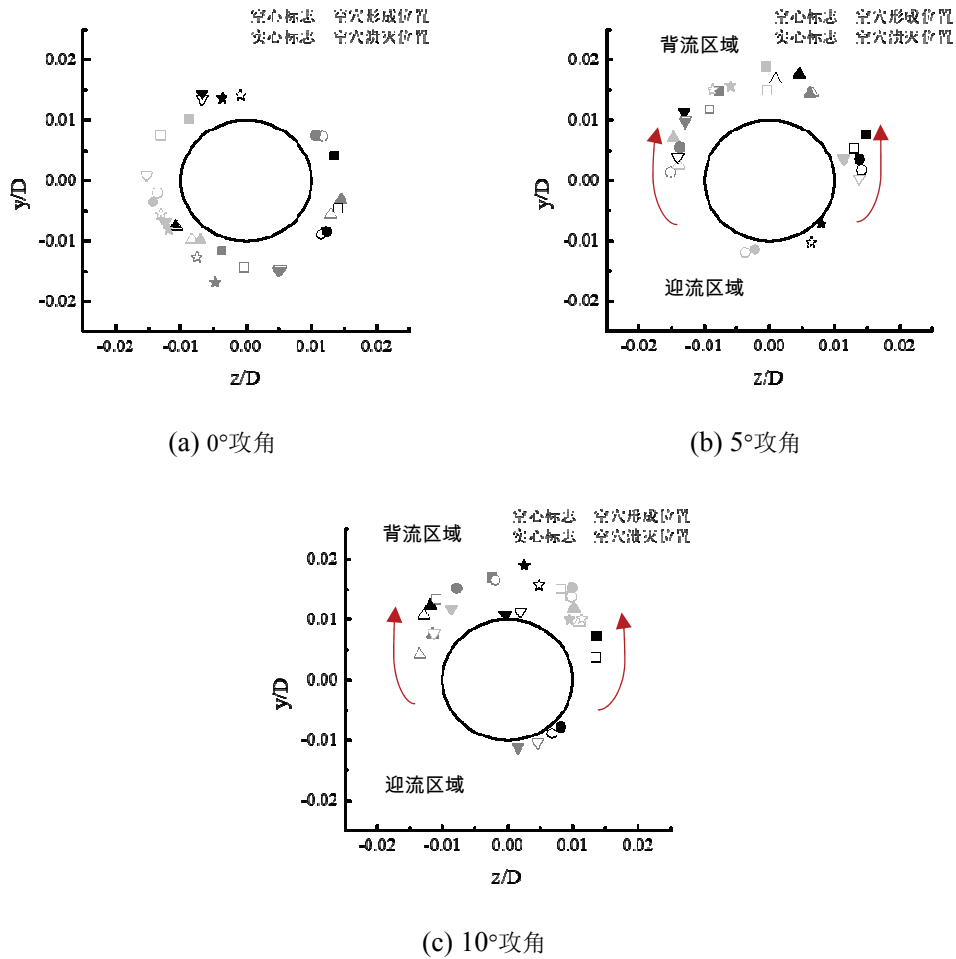 空心标志 空穴形成位置
实心标志 空穴溃灭位置
0.02
0.01
0.00
-0.01
-0.02
y/D
-0.02 -0.01 0.00 0.01 0.02
z/D
(a) 0°攻角
空心标志 空穴形成位置
实心标志 空穴溃灭位置
背流区域
0.02
0.01
0.00
-0.01
-0.02
y/D
迎流区域
-0.02 -0.01 0.00 0.01 0.02
z/D
(b) 5°攻角
空心标志 空穴形成位置
实心标志 空穴溃灭位置
背流区域
0.02
0.01
0.00
-0.01
-0.02
y/D
迎流区域
-0.02 -0.01 0.00 0.01 0.02
z/D
(c) 10°攻角